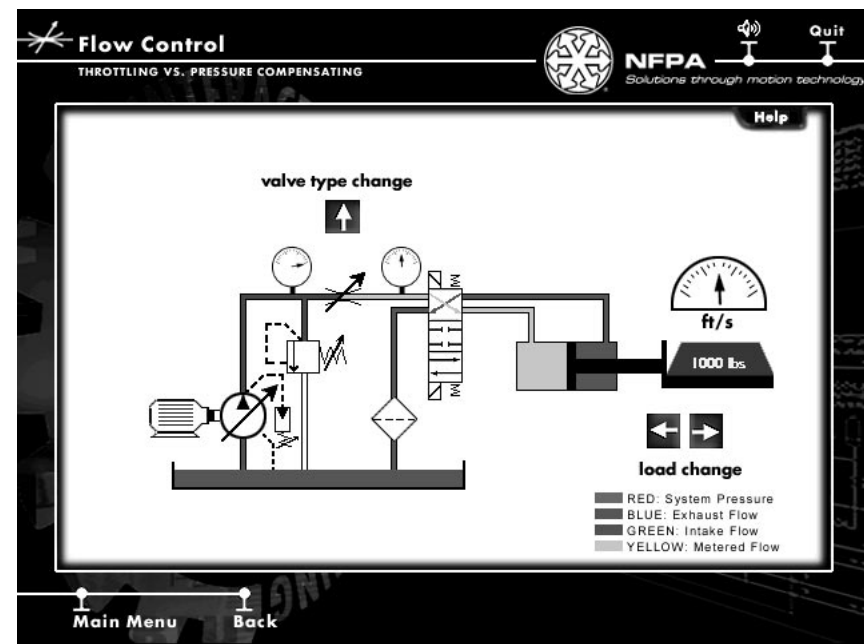 Flow Control
THROTTLING VS. PRESSURE COMPENSATING
NFPA
Solutions through motion technology
Quit
Help
valve type change
ft/s
1000 lbs.
load change
RED: System Pressure
BLUE: Exhaust Flow
GREEN: Intake Flow
YELLOW: Metered Flow
Main Menu
Back